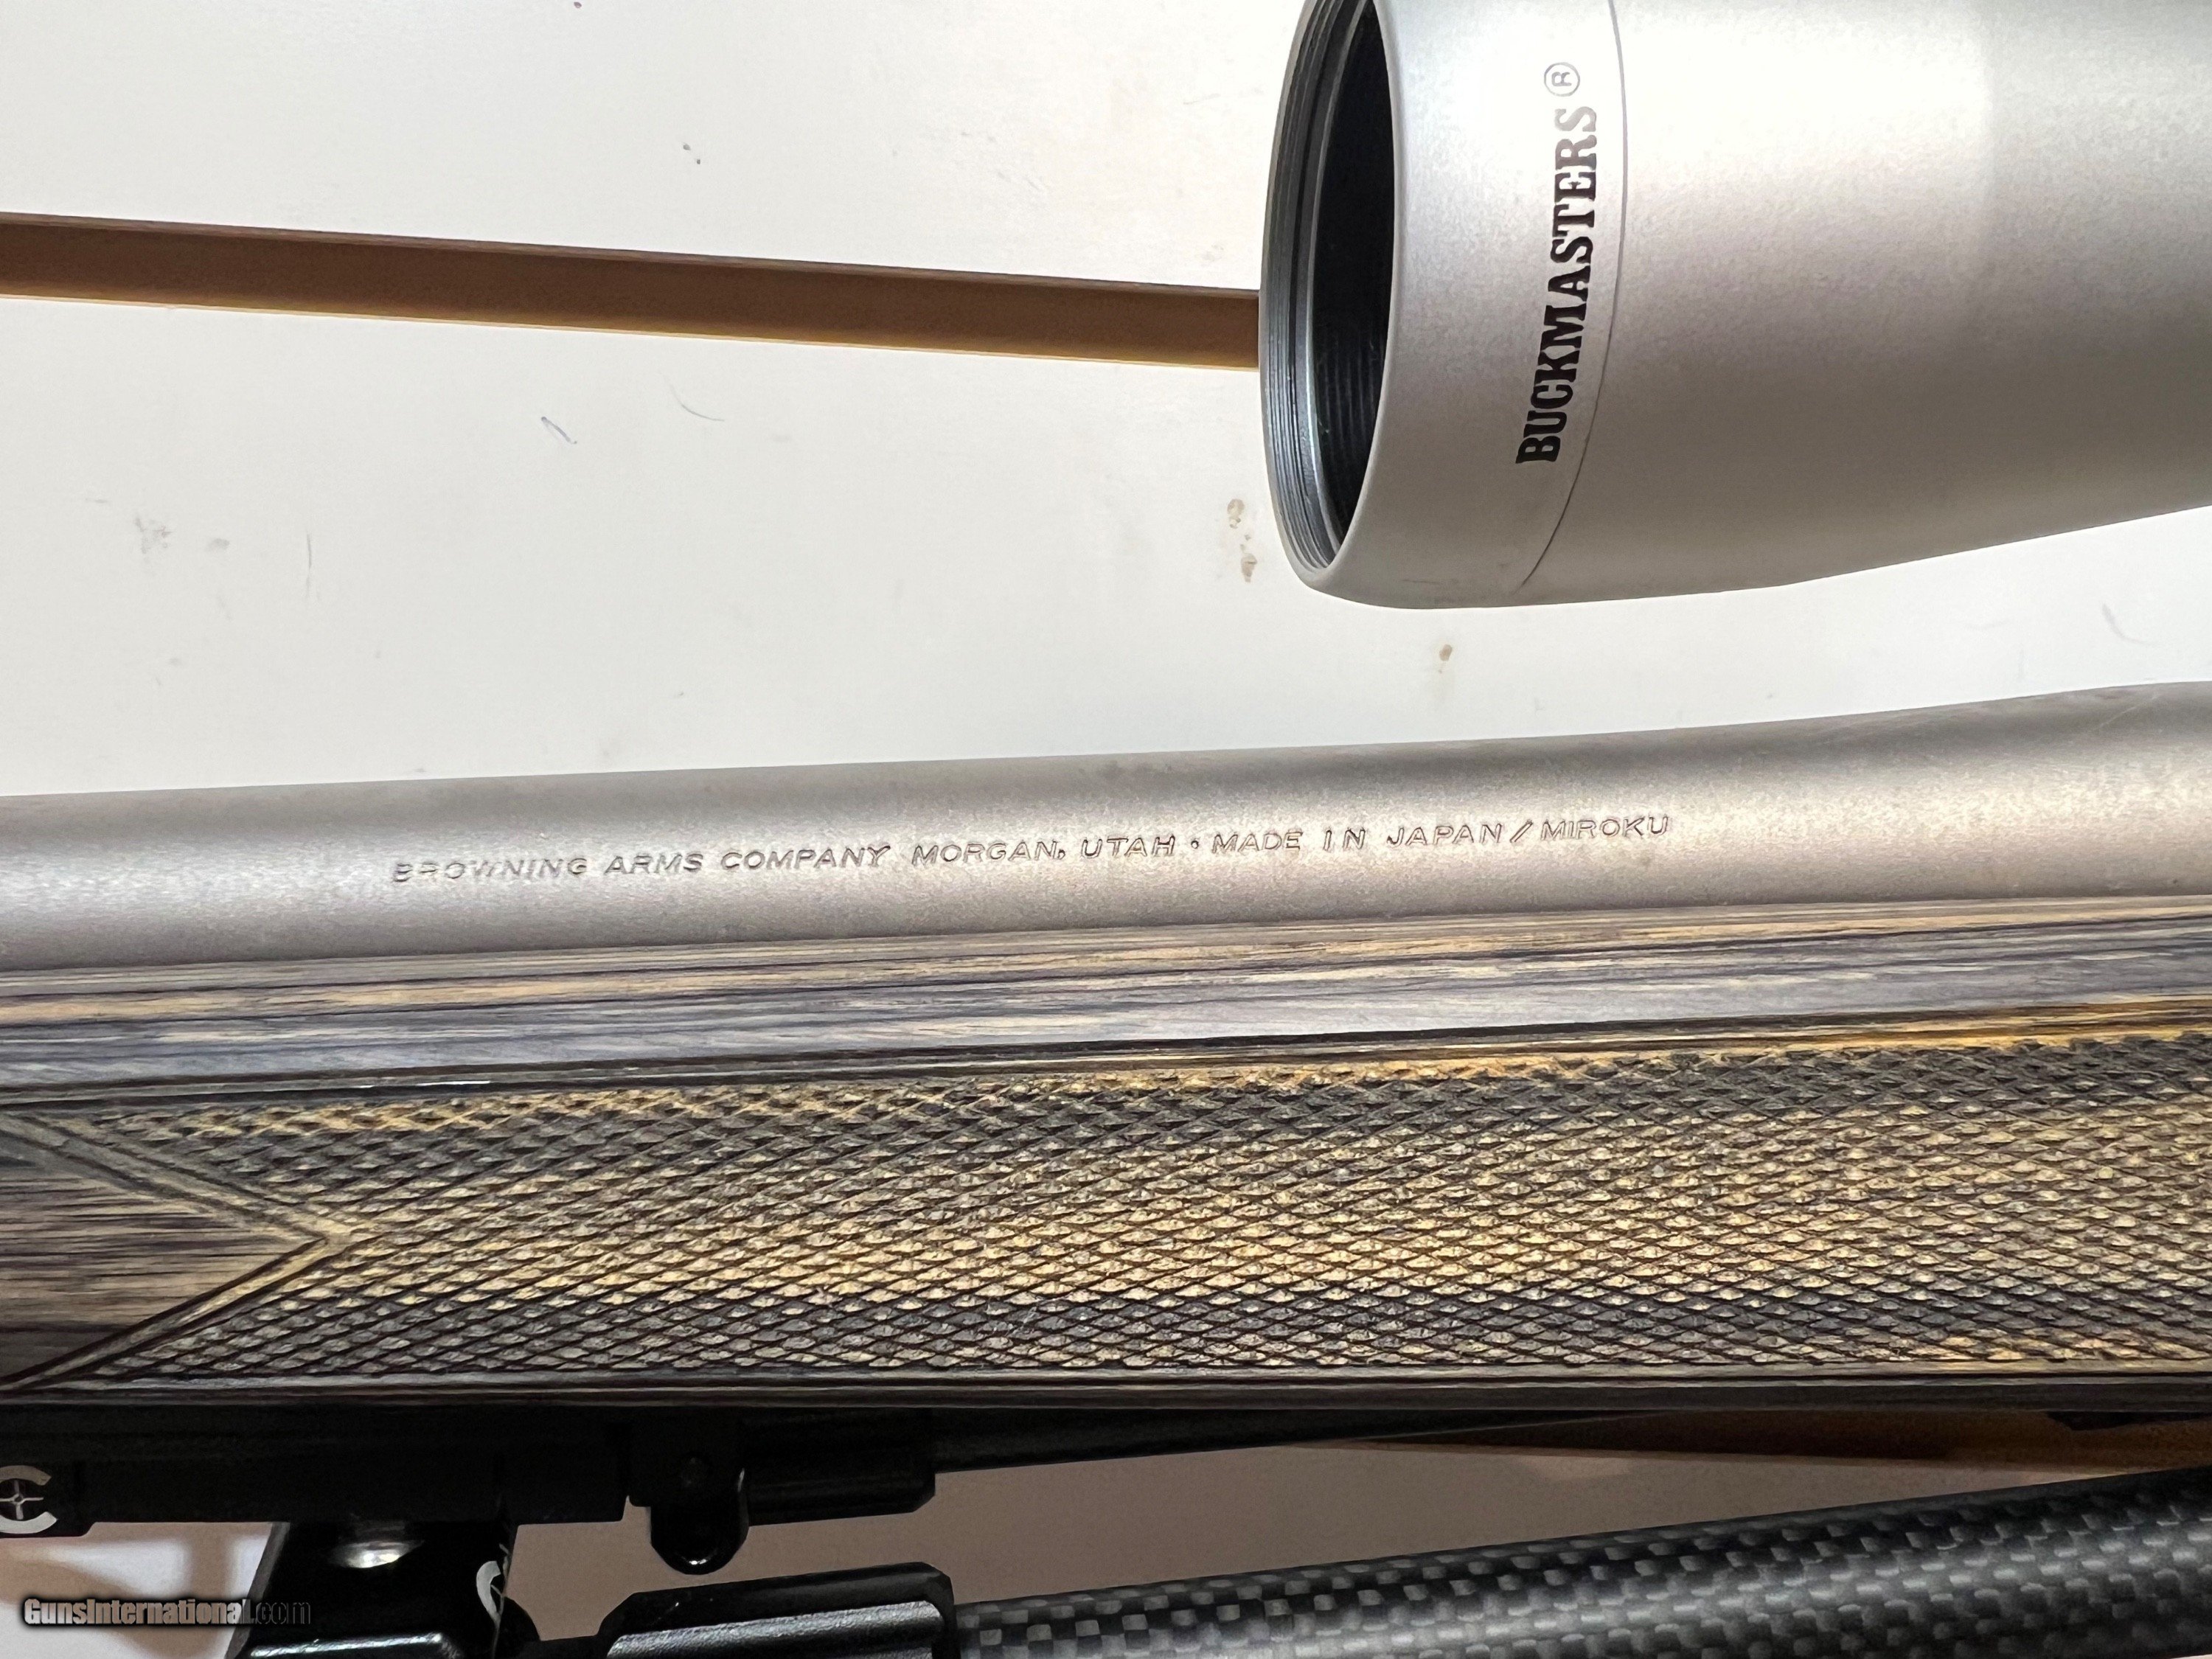 BUCKMASTERS®
BROWNING ARMS COMPANY MORGAN, UTAH • MADE IN JAPAN / MIROKU
GunsInternational.com